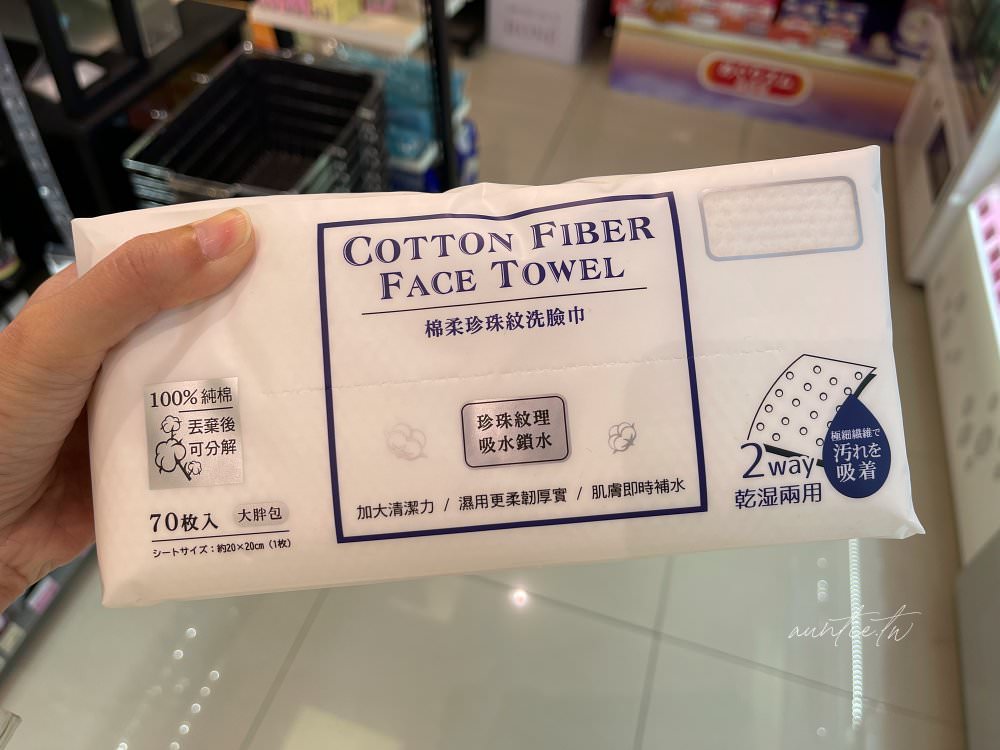 COTTON FIBER
FACE TOWEL
棉柔珍珠紋洗臉巾
100%純棉
丟棄後
可分解
珍珠紋理
吸水鎖水
加大清潔力 / 濕用更柔韌厚實 / 肌膚即時補水
70枚入 大胖包
シートサイズ：約20×20cm（1枚）
2way
乾湿兩用
極細繊維で
汚れを
吸着
auntie.tw